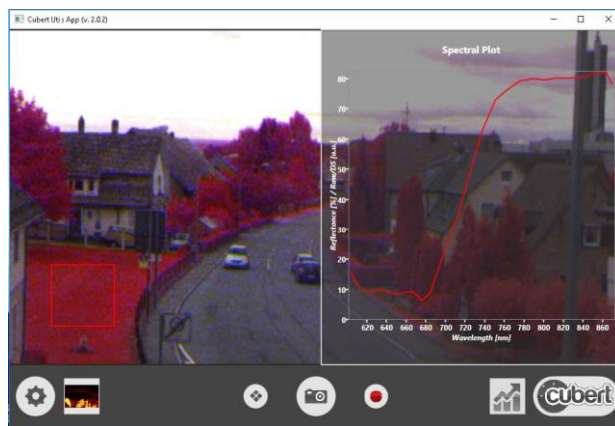 Cubert Uti s App (v. 2.0.2)
Spectral Plot
Reflectance [%] / Raw/DS [a.u.]
80
70
60
50
40
30
20
10
0
620 640 660 680 700 720 740 760 780 800 820 840 860
Wavelength [nm]
cubert